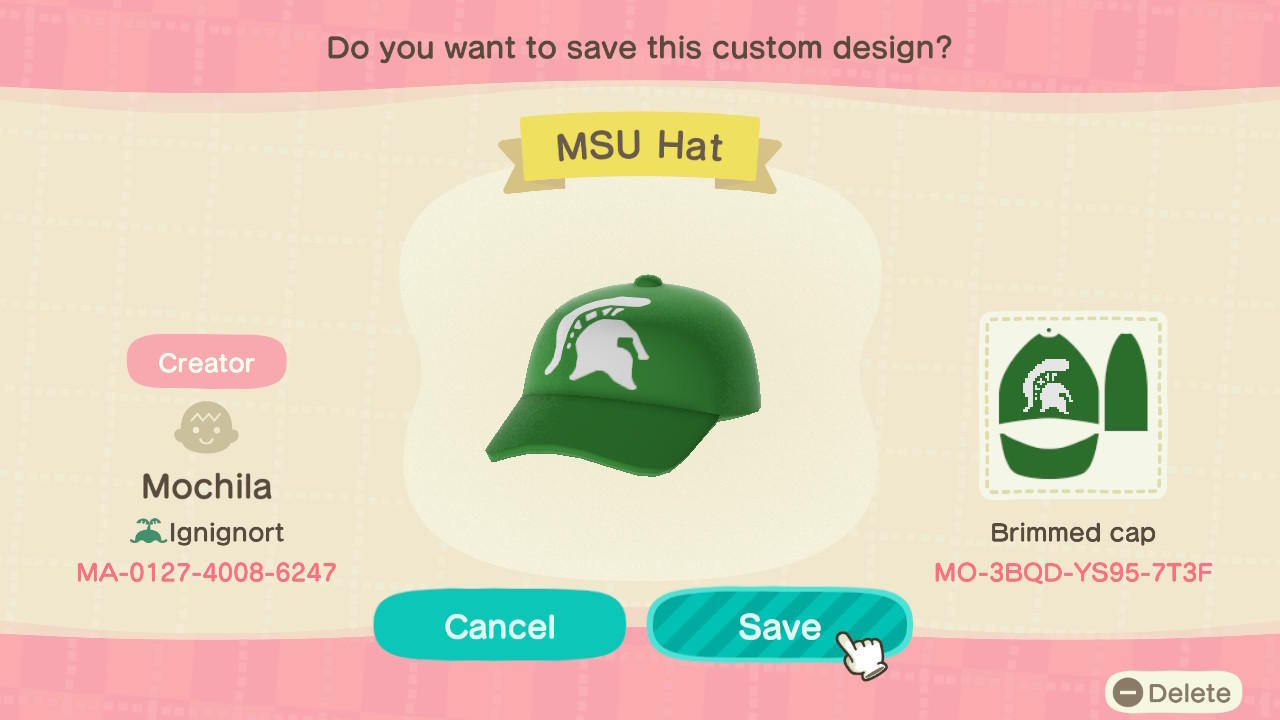 Do you want to save this custom design?
MSU Hat
Creator
Mochila
Ignignort
MA-0127-4008-6247
Brimmed cap
MO-3BQD-YS95-7T3F
Cancel
Save
Delete